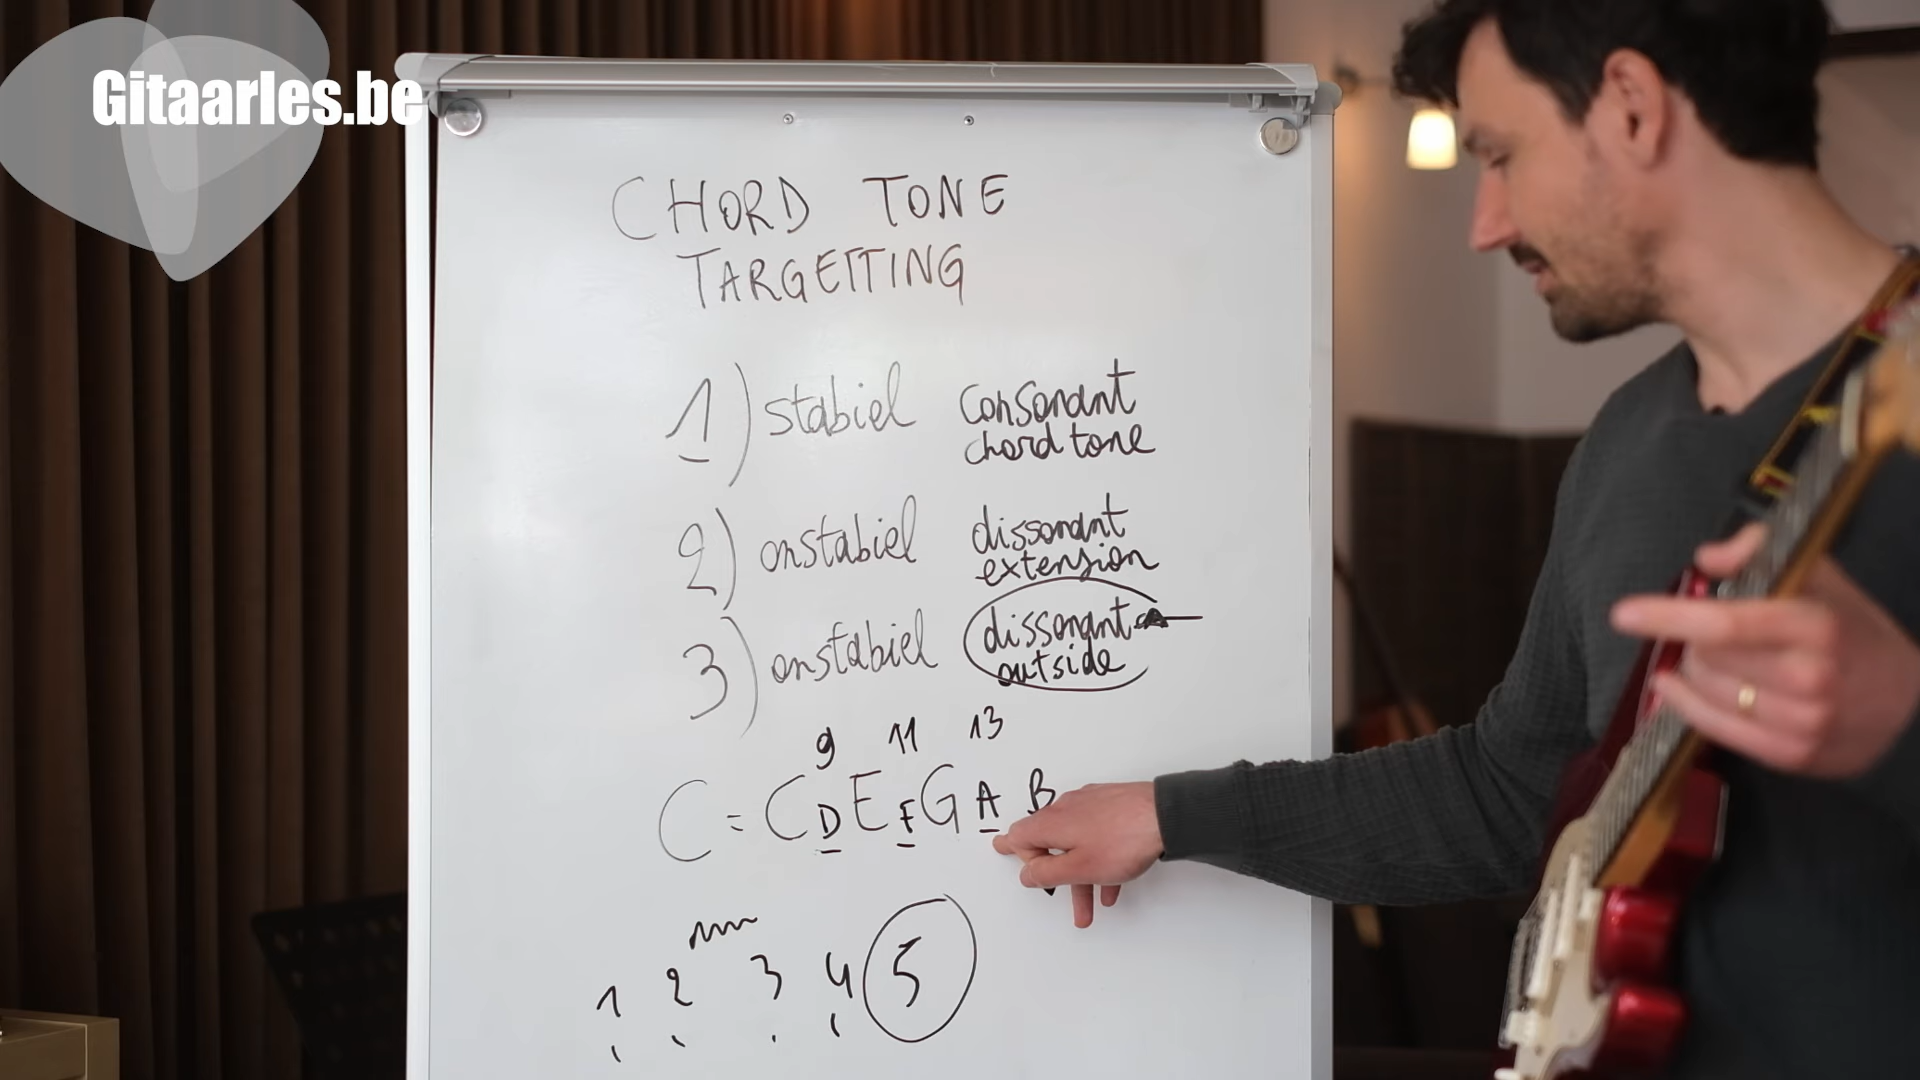 Gitaarles.be
CHORD TONE
TARGETTING
1) stabiel consonant
chord tone
2) onstabiel dissonant
extension
3) onstabiel dissonant
outside
9 11 13
C = C D E F G A B
1 2 3 4 5